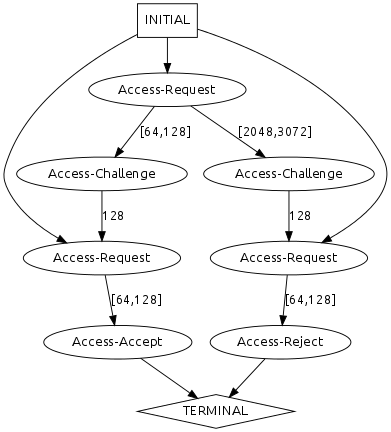 INITIAL
Access-Request
[64,128]
[2048,3072]
Access-Challenge
Access-Challenge
128
128
Access-Request
Access-Request
[64,128]
[64,128]
Access-Accept
Access-Reject
TERMINAL